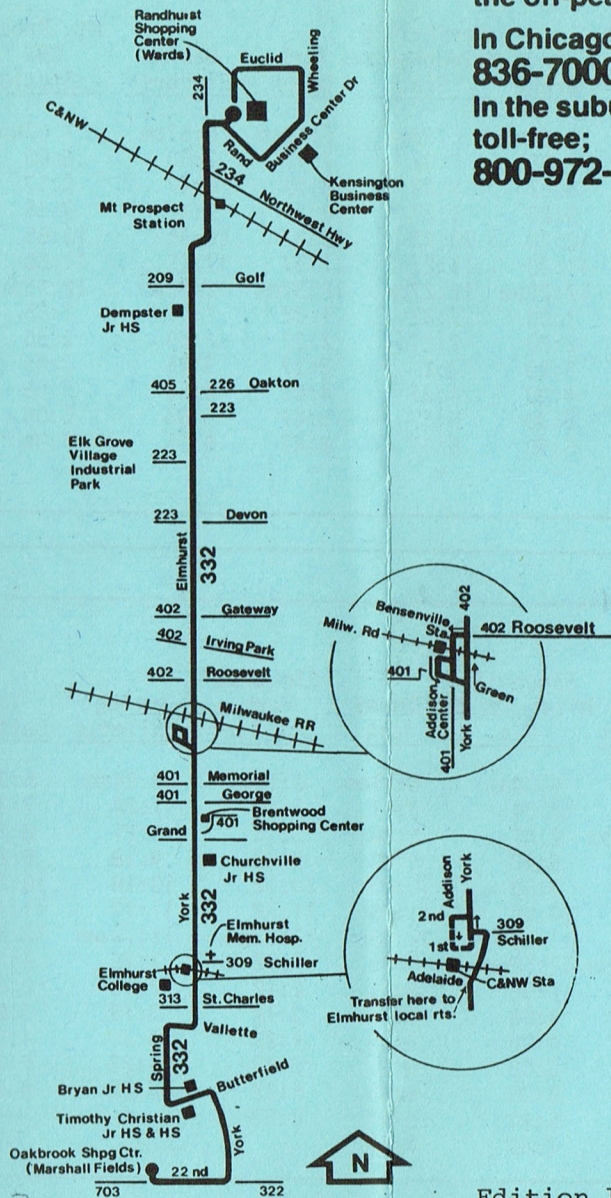 the off-peak
In Chicago
836-7000
In the subu
toll-free;
800-972-
Randhurst
Shopping
Center
(Wards)
Euclid
Wheeling
234
C&NW
Rand
Business Center Dr
234
Northwest Hwy
Kensington
Business
Center
Mt Prospect
Station
209 Golf
Dempster
Jr HS
405 226 Oakton
223
Elk Grove
Village
Industrial
Park
223
223 Devon
Elmhurst
332
402 Gateway
402 Irving Park
402 Roosevelt
Milwaukee RR
Bensenville
Sta.
402
Milw. Rd
402 Roosevelt
401
Addison
Center
401
York
Green
401 Memorial
401 George
401
Brentwood
Shopping Center
Grand
Churchville
Jr HS
York
332
Elmhurst
Mem. Hosp.
309 Schiller
Elmhurst
College
313 St. Charles
Addison
York
2nd
1st
309
Schiller
Adelaide
C&NW Sta
Transfer here to
Elmhurst local rts.
Vallette
Spring
332
Butterfield
Bryan Jr HS
Timothy Christian
Jr HS & HS
York
Oakbrook Shpg Ctr.
(Marshall Fields)
22 nd
703 322
N
Edition